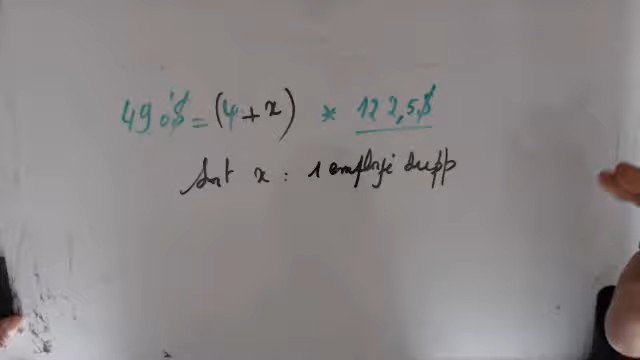 490$ = (4 + x) * 122,5$
Soit x : 1 employé supp